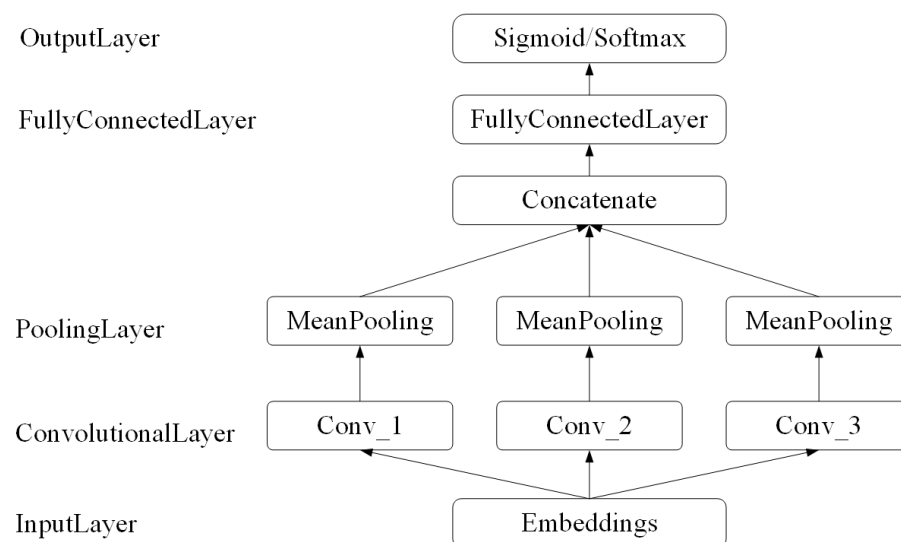 OutputLayer
Sigmoid/Softmax
FullyConnectedLayer
FullyConnectedLayer
Concatenate
PoolingLayer
MeanPooling
MeanPooling
MeanPooling
ConvolutionalLayer
Conv_1
Conv_2
Conv_3
InputLayer
Embeddings